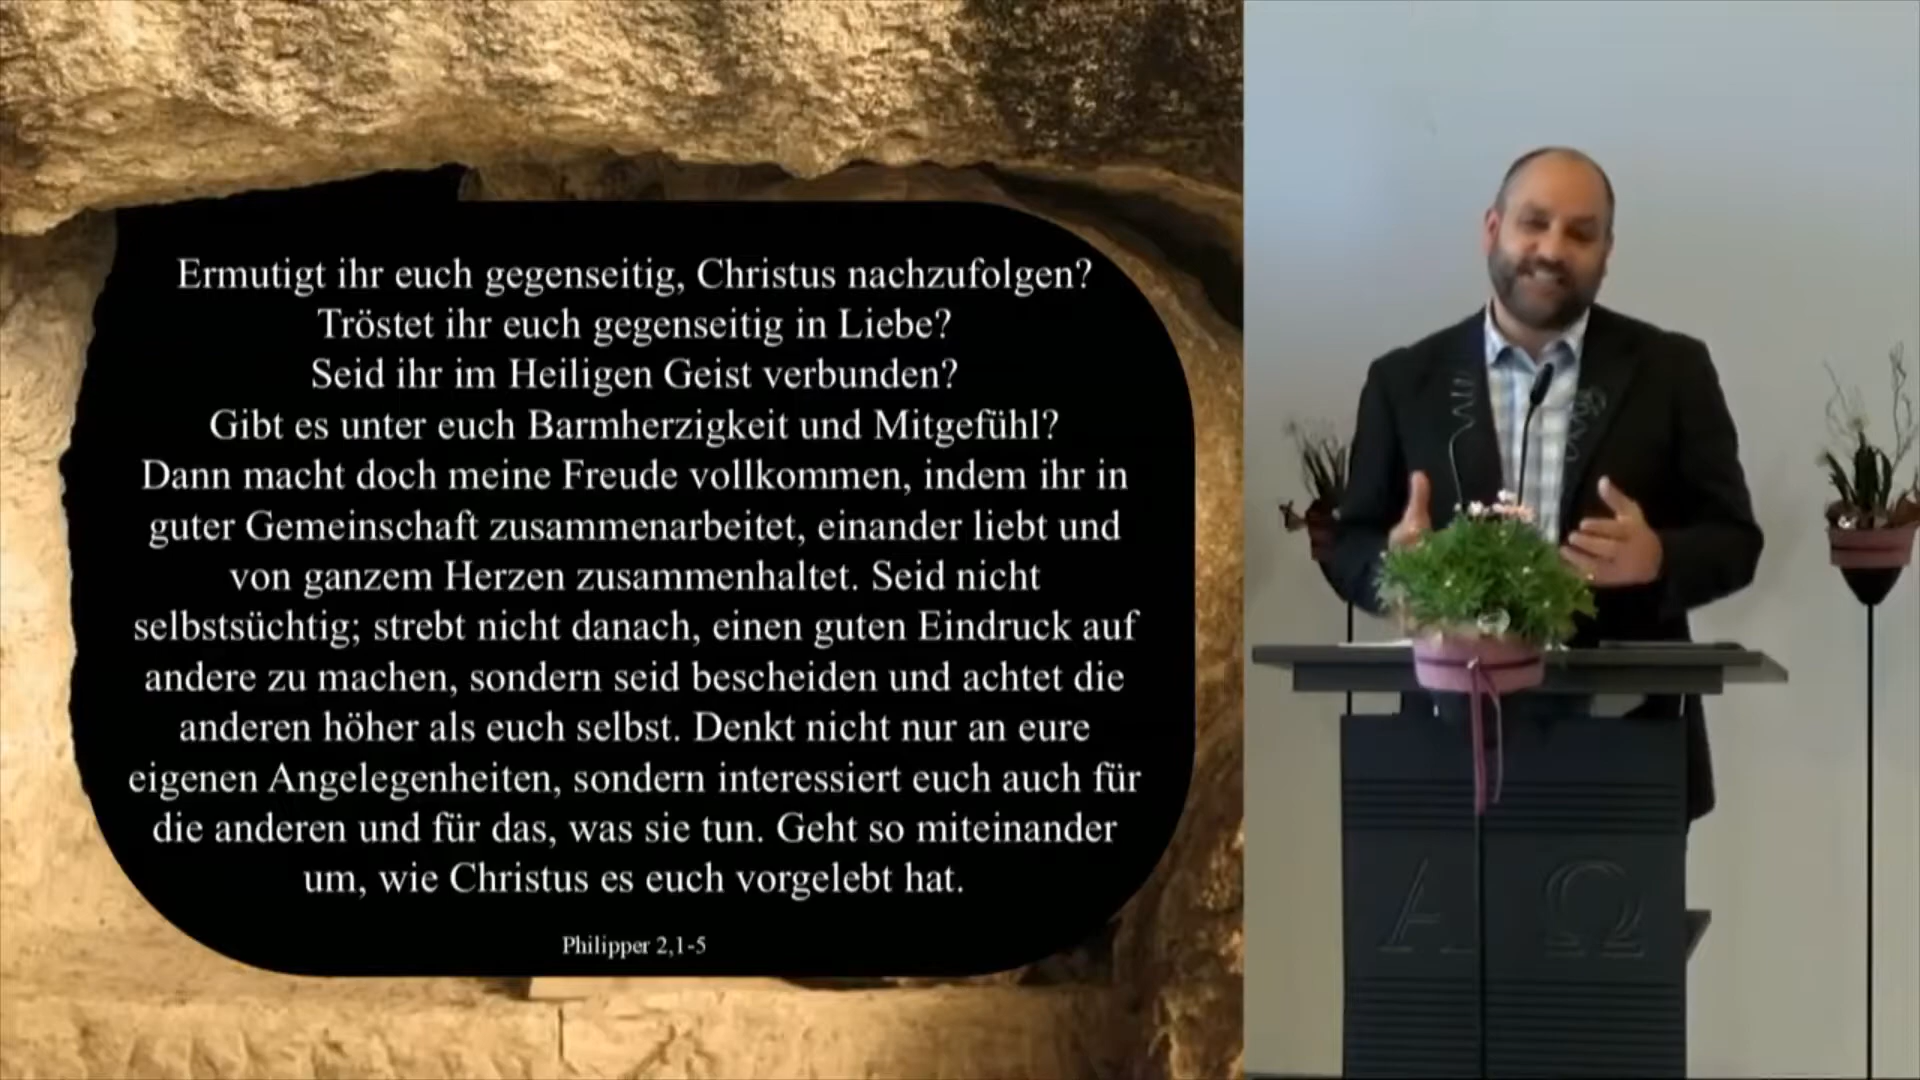 Ermutigt ihr euch gegenseitig, Christus nachzufolgen?
Tröstet ihr euch gegenseitig in Liebe?
Seid ihr im Heiligen Geist verbunden?
Gibt es unter euch Barmherzigkeit und Mitgefühl?
Dann macht doch meine Freude vollkommen, indem ihr in
guter Gemeinschaft zusammenarbeitet, einander liebt und
von ganzem Herzen zusammenhaltet. Seid nicht
selbstsüchtig; strebt nicht danach, einen guten Eindruck auf
andere zu machen, sondern seid bescheiden und achtet die
anderen höher als euch selbst. Denkt nicht nur an eure
eigenen Angelegenheiten, sondern interessiert euch auch für
die anderen und für das, was sie tun. Geht so miteinander
um, wie Christus es euch vorgelebt hat.
Philipper 2,1-5
Α Ω